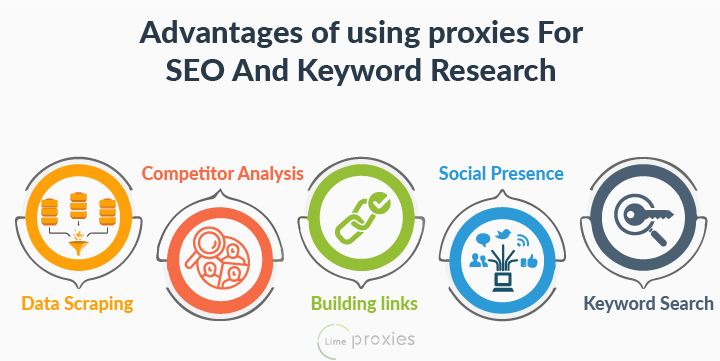 Advantages of using proxies For
SEO And Keyword Research
Competitor Analysis
Social Presence
Data Scraping
Building links
Keyword Search
Lime proxies